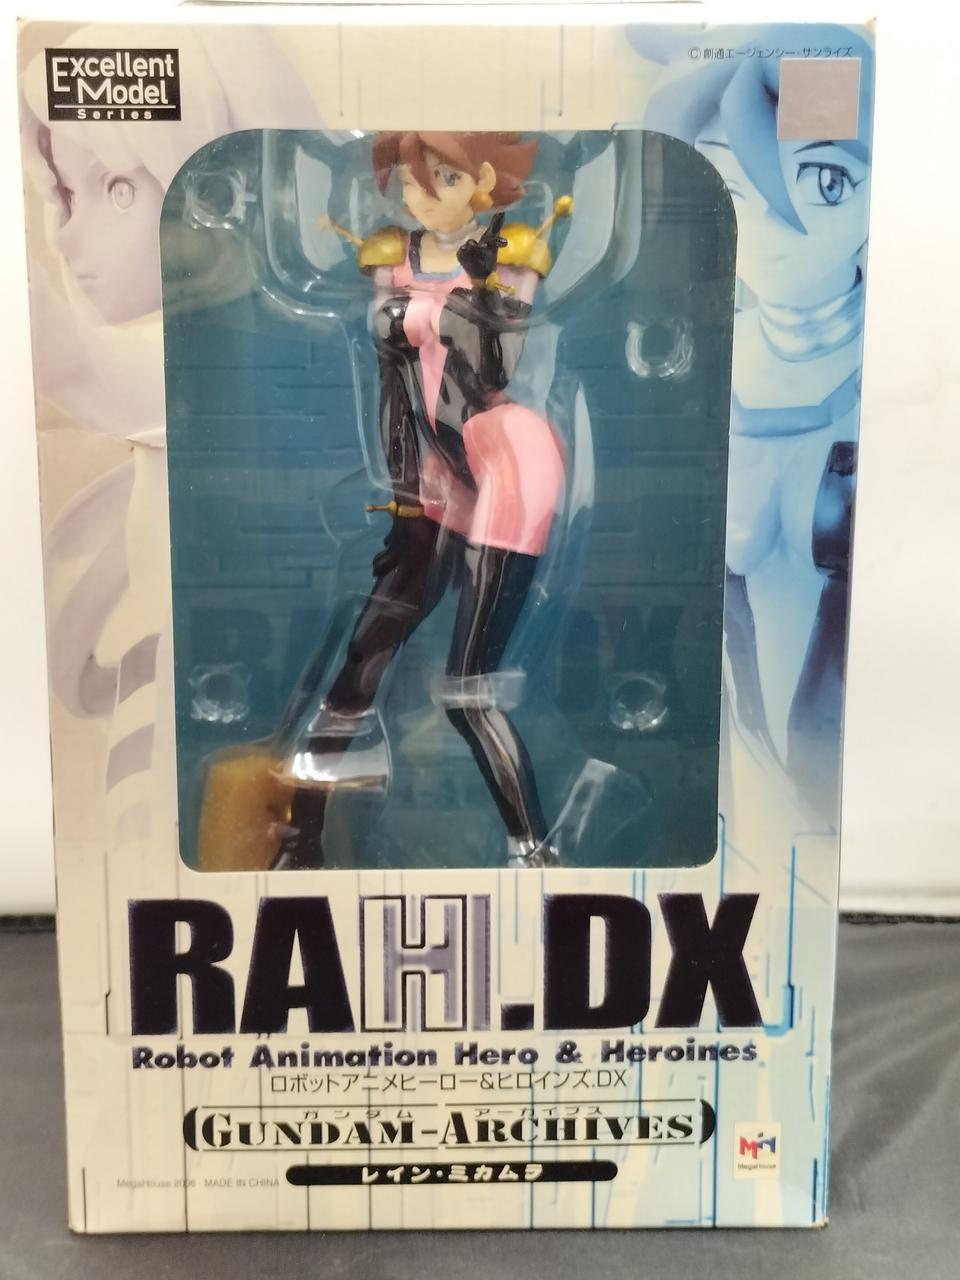 Excellent
Model
Series
©創通エージェンシー・サンライズ
RAH.DX
Robot Animation Hero & Heroines
ロボットアニメヒーロー&ヒロインズ.DX
ガンダム アーカイブス
(GUNDAM-ARCHIVES)
レイン・ミカムラ
MegaHouse 2006 MADE IN CHINA
MegaHouse